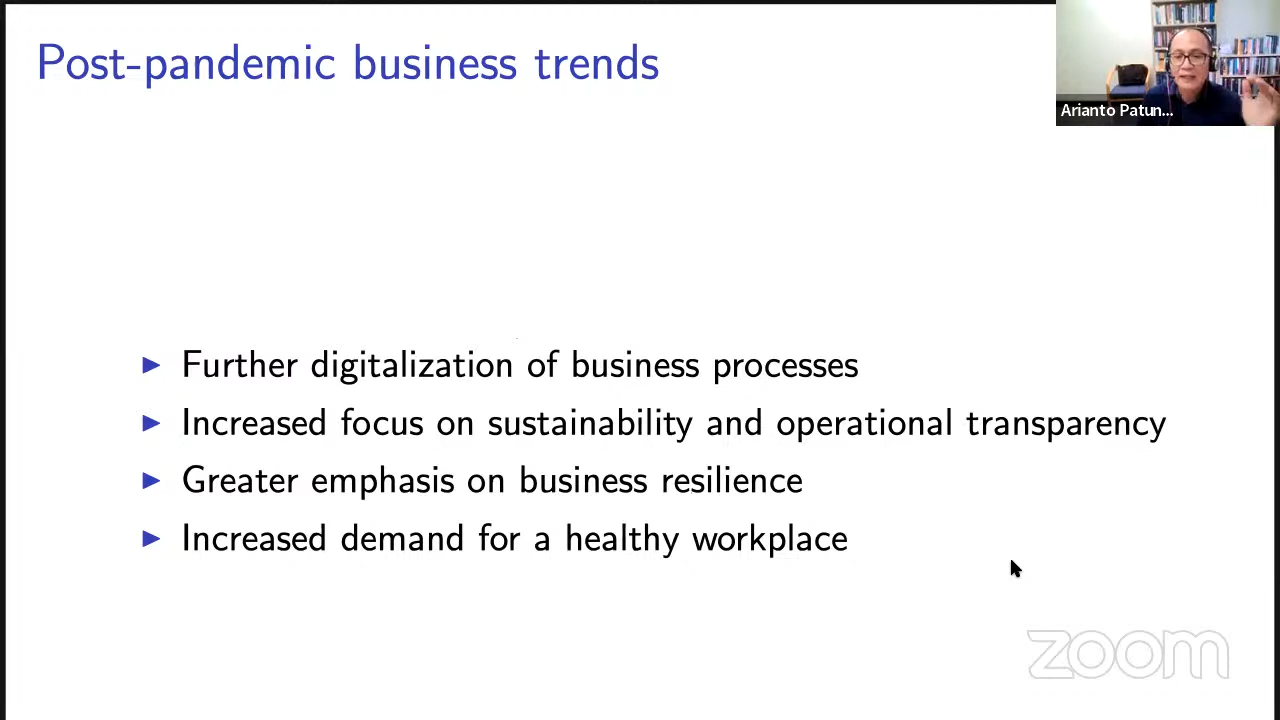 Post-pandemic business trends
Arianto Patun...
Further digitalization of business processes
Increased focus on sustainability and operational transparency
Greater emphasis on business resilience
Increased demand for a healthy workplace
zoom